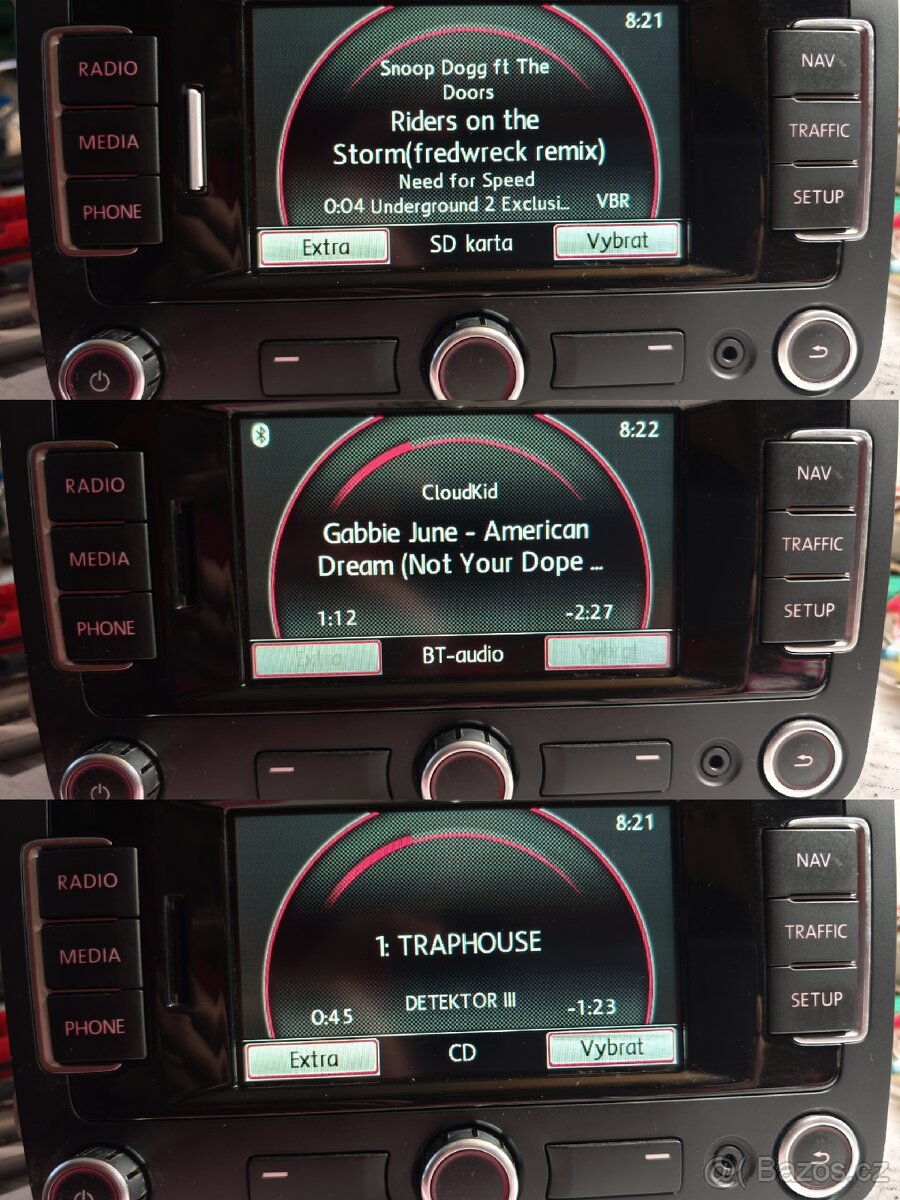 8:21
RADIO
NAV
Snoop Dogg ft The
Doors
Riders on the
Storm(fredwreck remix)
MEDIA
TRAFFIC
Need for Speed
0:04 Underground 2 Exclusi... VBR
PHONE
SETUP
Extra
SD karta
Vybrat
8:22
RADIO
NAV
CloudKid
Gabbie June - American
Dream (Not Your Dope ...
MEDIA
TRAFFIC
1:12
-2:27
PHONE
SETUP
Extra
BT-audio
Vybrat
8:21
RADIO
NAV
1: TRAPHOUSE
MEDIA
TRAFFIC
DETEKTOR III
0:45
-1:23
PHONE
SETUP
Extra
CD
Vybrat
@ Bazos.cz